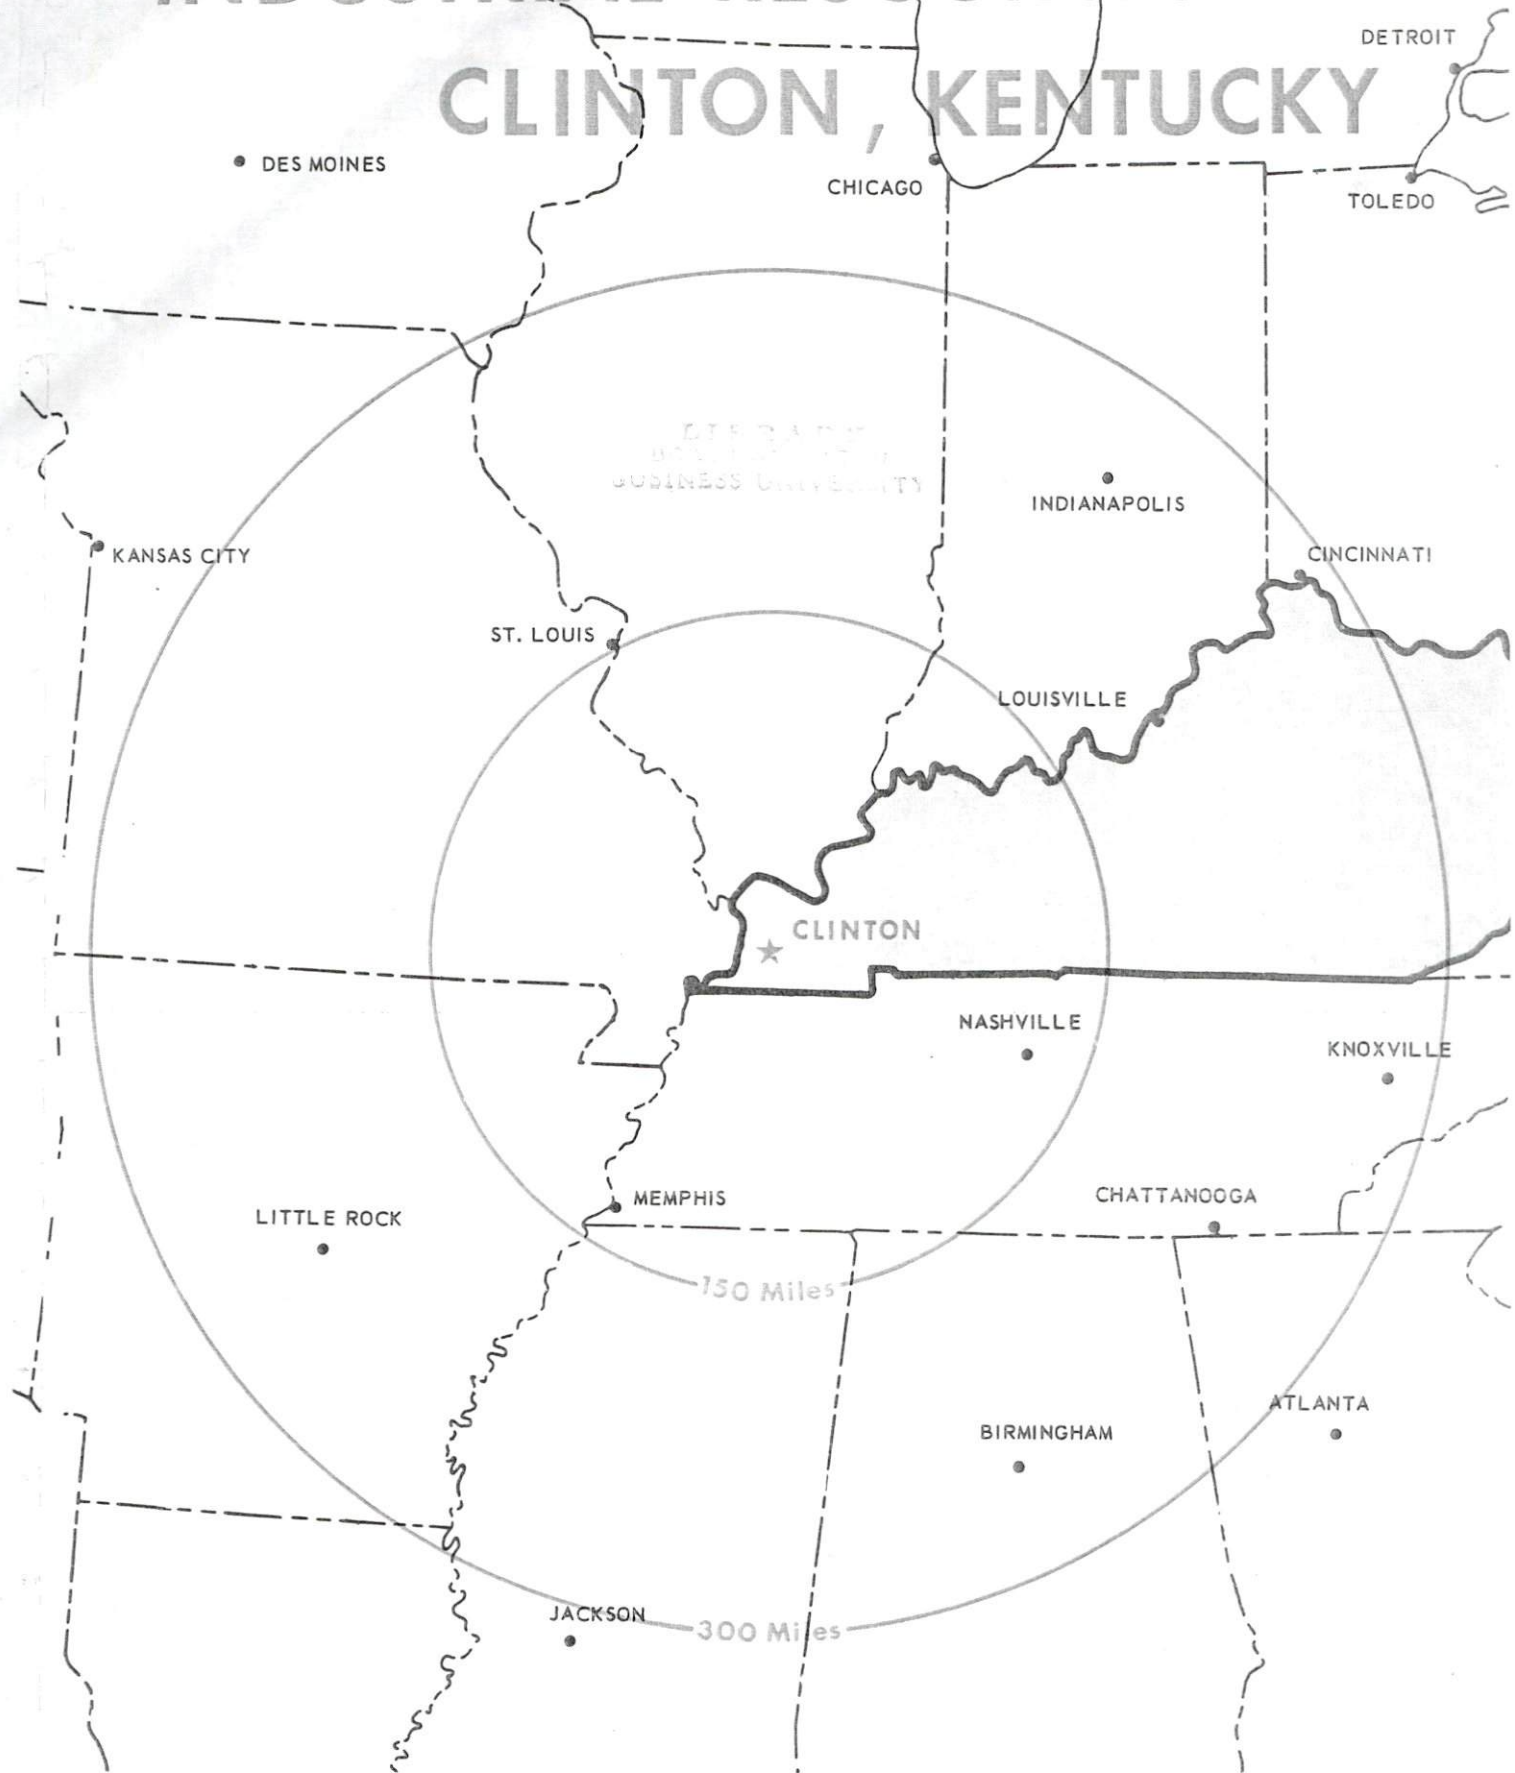 CLINTON, KENTUCKY
DETROIT
DES MOINES
CHICAGO
TOLEDO
INDIANAPOLIS
KANSAS CITY
CINCINNATI
ST. LOUIS
LOUISVILLE
CLINTON
NASHVILLE
KNOXVILLE
MEMPHIS
CHATTANOOGA
LITTLE ROCK
150 Miles
ATLANTA
BIRMINGHAM
JACKSON
300 Miles